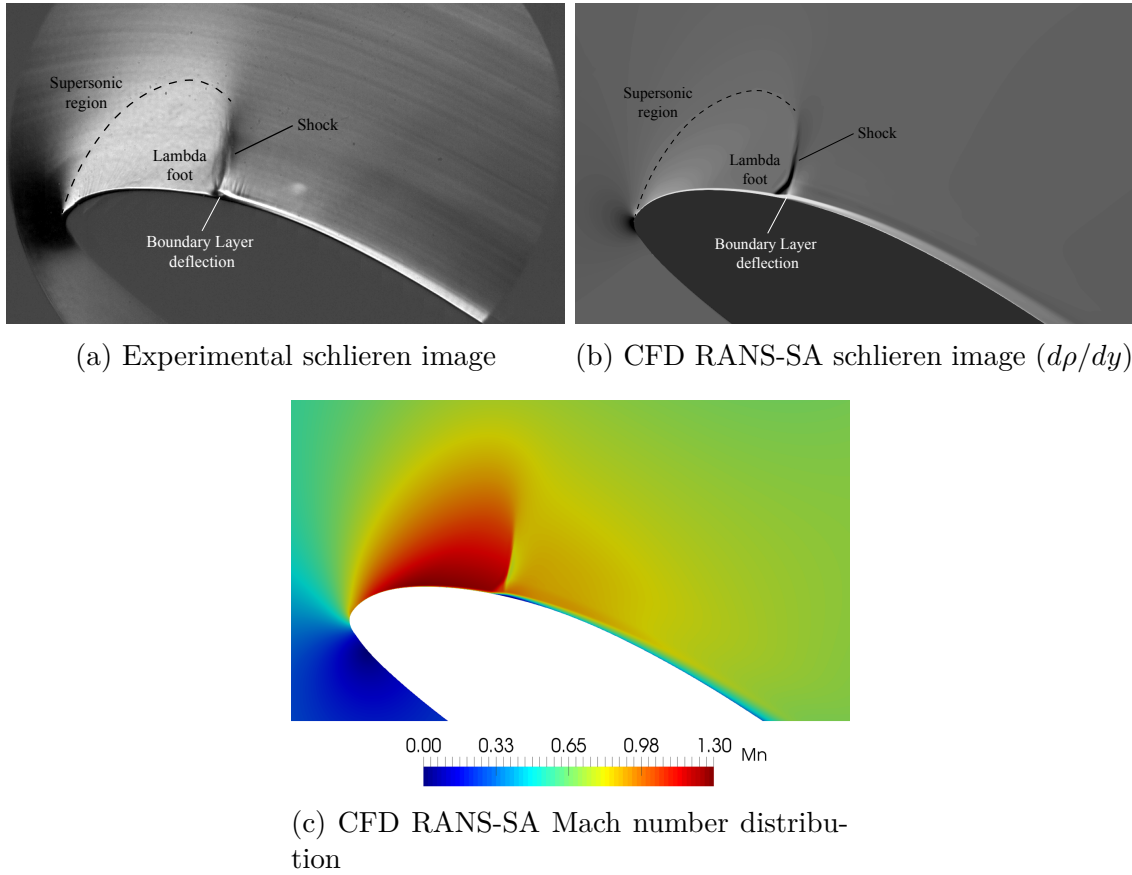 Supersonic
region
Shock
Lambda
foot
Boundary Layer
deflection
(a) Experimental schlieren image
Supersonic
region
Shock
Lambda
foot
Boundary Layer
deflection
(b) CFD RANS-SA schlieren image (dρ/dy)
0.00 0.33 0.65 0.98 1.30 Mn
(c) CFD RANS-SA Mach number distribu-
tion